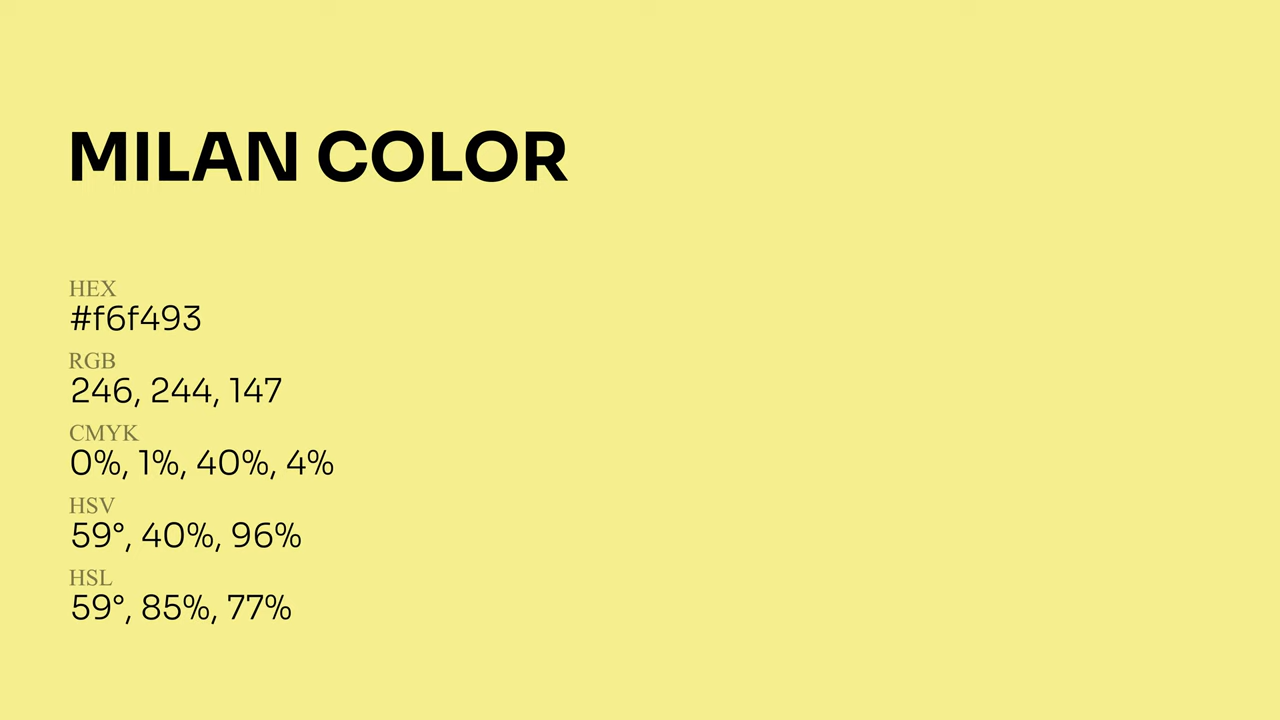 MILAN COLOR
HEX
#f6f493
RGB
246, 244, 147
CMYK
0%, 1%, 40%, 4%
HSV
59°, 40%, 96%
HSL
59°, 85%, 77%